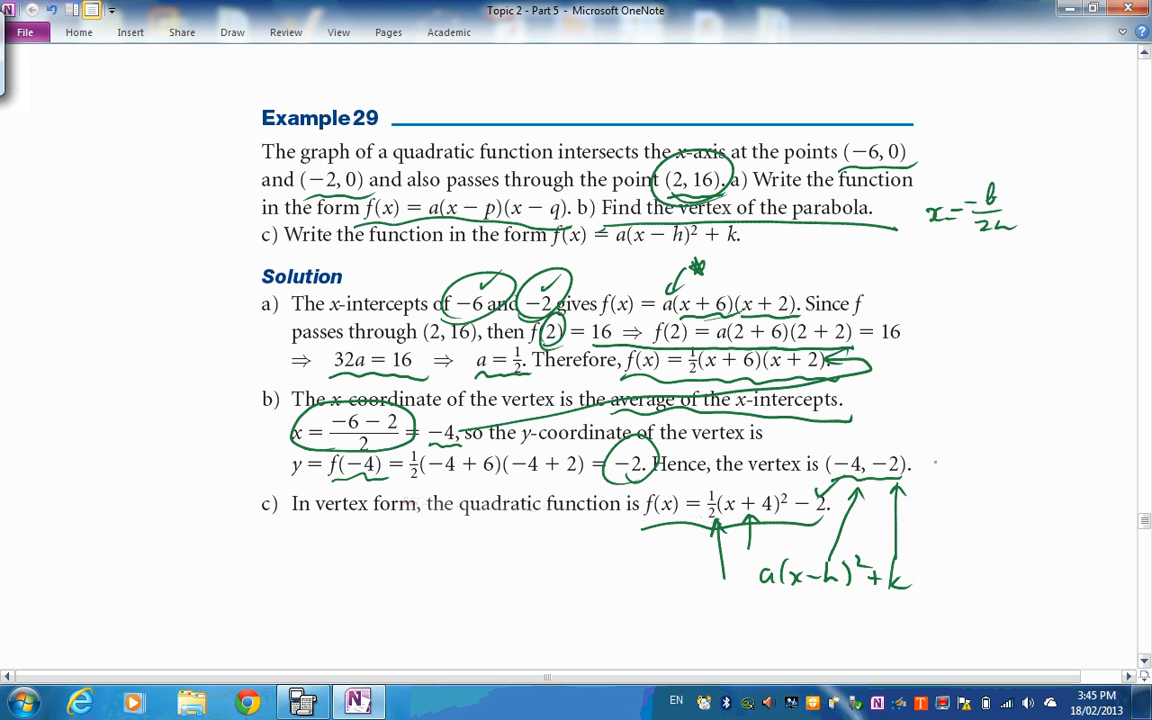 Topic 2 - Part 5 - Microsoft OneNote
File Home Insert Share Draw Review View Pages Academic
Example 29
The graph of a quadratic function intersects the x-axis at the points (−6, 0)
and (−2, 0) and also passes through the point (2, 16). a) Write the function
in the form f(x) = a(x − p)(x − q). b) Find the vertex of the parabola.
x = -b/2a
c) Write the function in the form f(x) = a(x − h)² + k.
Solution
a) The x-intercepts of −6 and −2 gives f(x) = a(x + 6)(x + 2). Since f
passes through (2, 16), then f(2) = 16 ⇒ f(2) = a(2 + 6)(2 + 2) = 16
⇒ 32a = 16 ⇒ a = ½. Therefore, f(x) = ½(x + 6)(x + 2).
b) The x-coordinate of the vertex is the average of the x-intercepts.
x = (−6 − 2)/2 = −4, so the y-coordinate of the vertex is
y = f(−4) = ½(−4 + 6)(−4 + 2) = −2. Hence, the vertex is (−4, −2).
c) In vertex form, the quadratic function is f(x) = ½(x + 4)² − 2.
a(x-h)²+k
EN
3:45 PM
18/02/2013